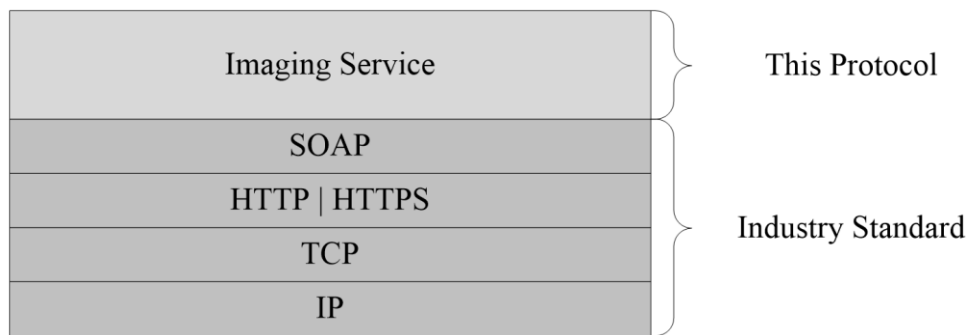 Imaging Service
This Protocol
SOAP
HTTP | HTTPS
Industry Standard
TCP
IP